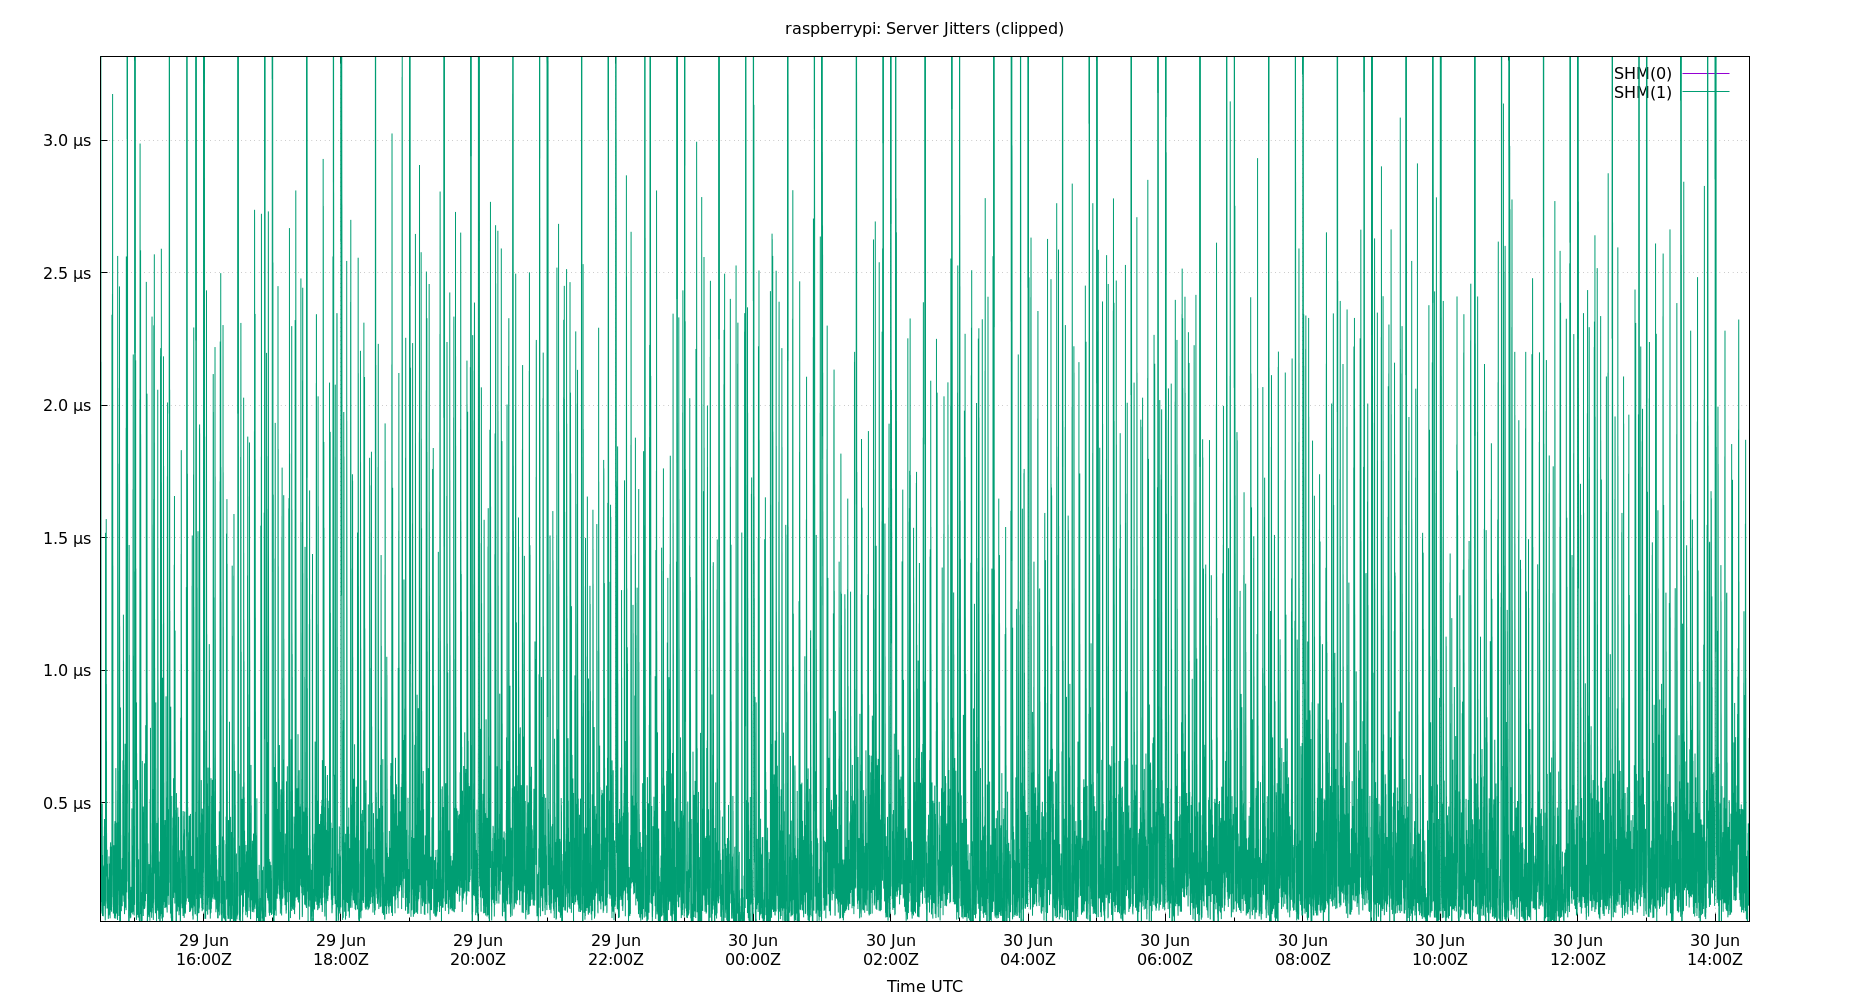 raspberrypi: Server Jitters (clipped)
SHM(0)
SHM(1)
3.0 µs
2.5 µs
2.0 µs
1.5 µs
1.0 µs
0.5 µs
29 Jun 29 Jun 29 Jun 29 Jun 30 Jun 30 Jun 30 Jun 30 Jun 30 Jun 30 Jun 30 Jun 30 Jun
16:00Z 18:00Z 20:00Z 22:00Z 00:00Z 02:00Z 04:00Z 06:00Z 08:00Z 10:00Z 12:00Z 14:00Z
Time UTC